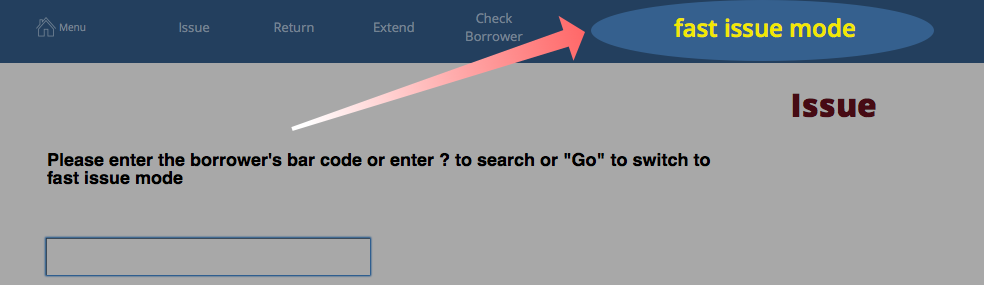 Menu
Issue
Return
Extend
Check
Borrower
fast issue mode
Issue
Please enter the borrower's bar code or enter ? to search or "Go" to switch to
fast issue mode